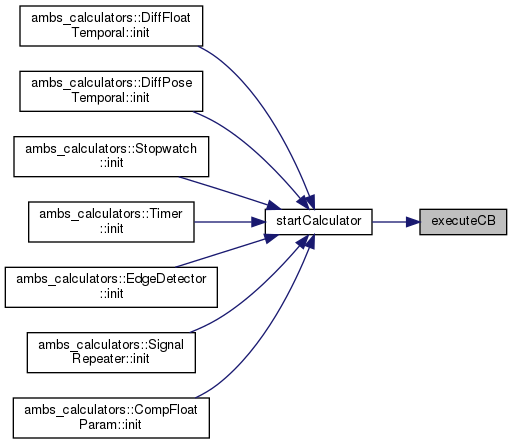 ambs_calculators::DiffFloat
Temporal::init
ambs_calculators::DiffPose
Temporal::init
ambs_calculators::Stopwatch
::init
ambs_calculators::Timer
::init
startCalculator
executeCB
ambs_calculators::EdgeDetector
::init
ambs_calculators::Signal
Repeater::init
ambs_calculators::CompFloat
Param::init